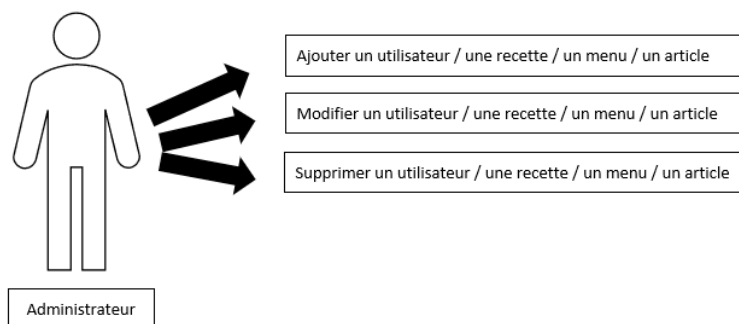 Ajouter un utilisateur / une recette / un menu / un article
Modifier un utilisateur / une recette / un menu / un article
Supprimer un utilisateur / une recette / un menu / un article
Administrateur